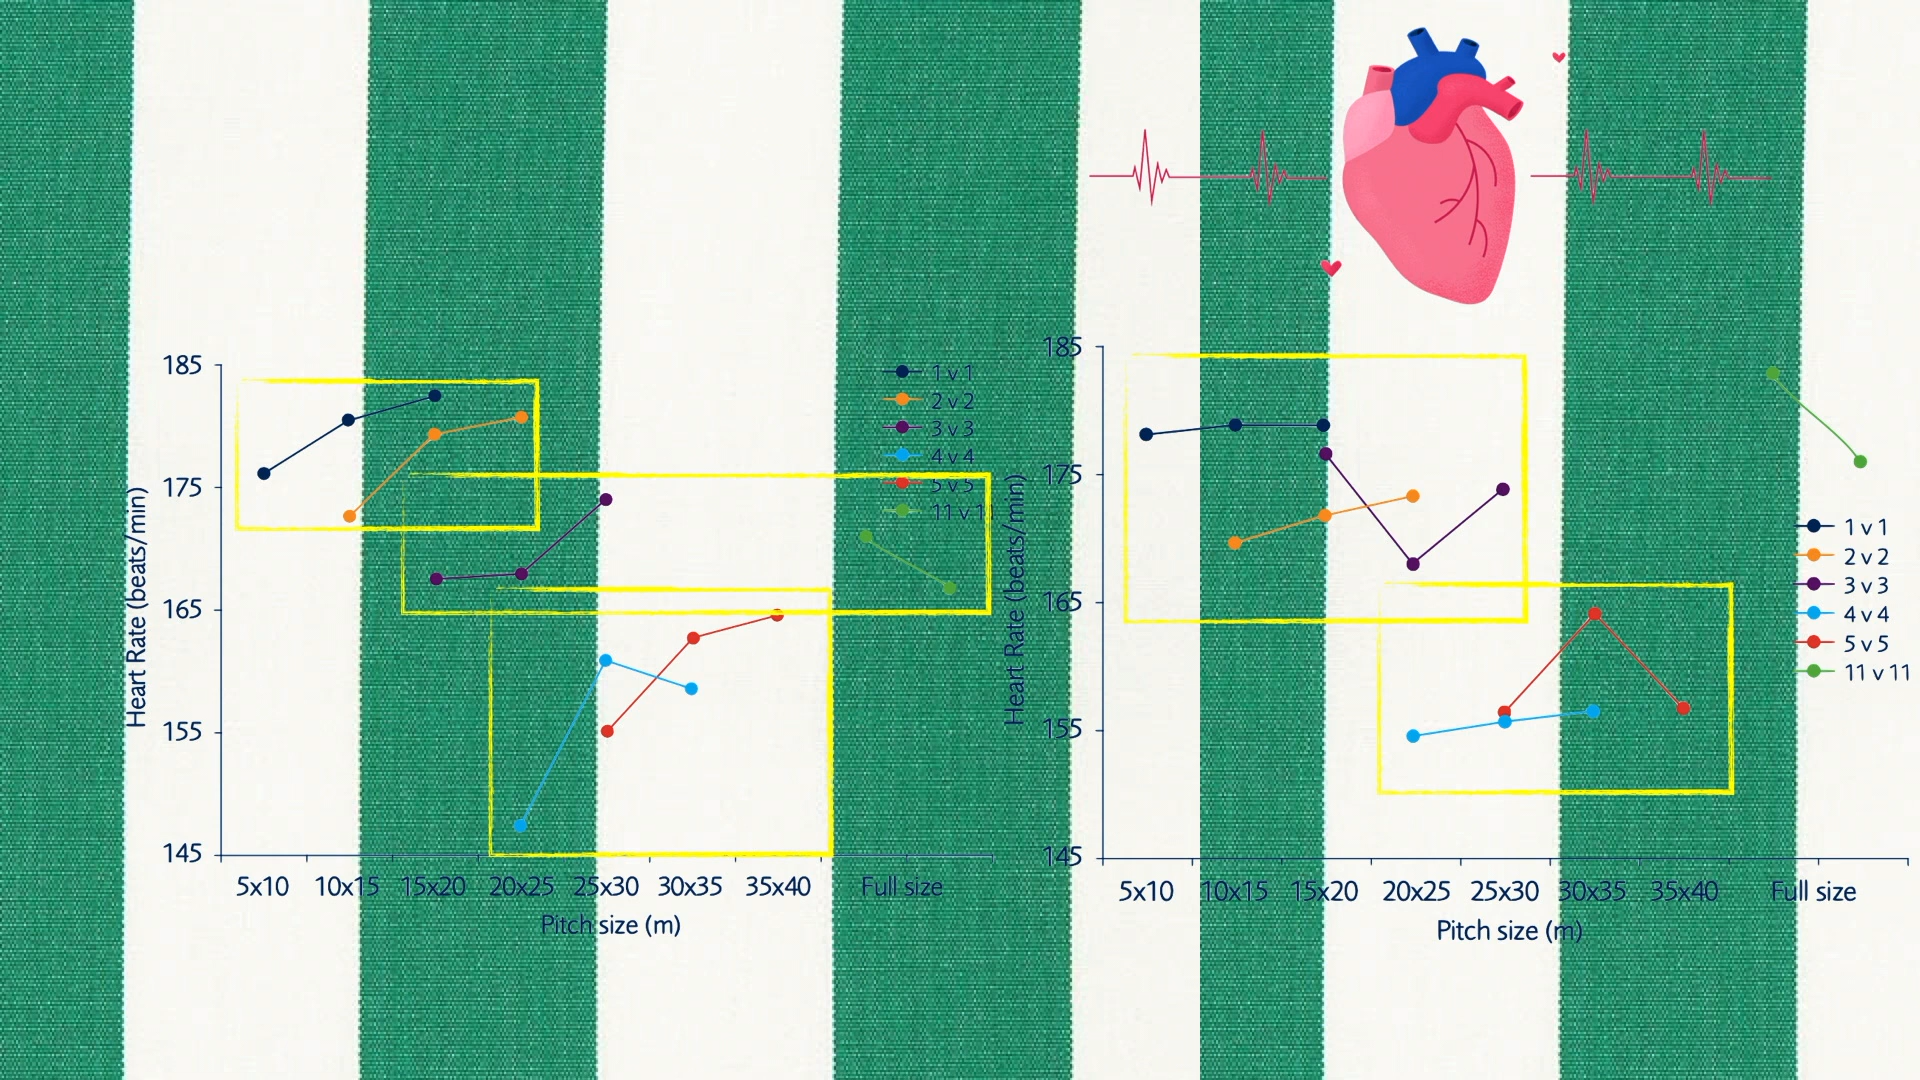 185
175
165
155
145
Heart Rate (beats/min)
5x10 10x15 15x20 20x25 25x30 30x35 35x40 Full size
Pitch size (m)
1 v 1
2 v 2
3 v 3
4 v 4
5 v 5
11 v 1
185
175
165
155
145
Heart Rate (beats/min)
5x10 10x15 15x20 20x25 25x30 30x35 35x40 Full size
Pitch size (m)
1 v 1
2 v 2
3 v 3
4 v 4
5 v 5
11 v 11